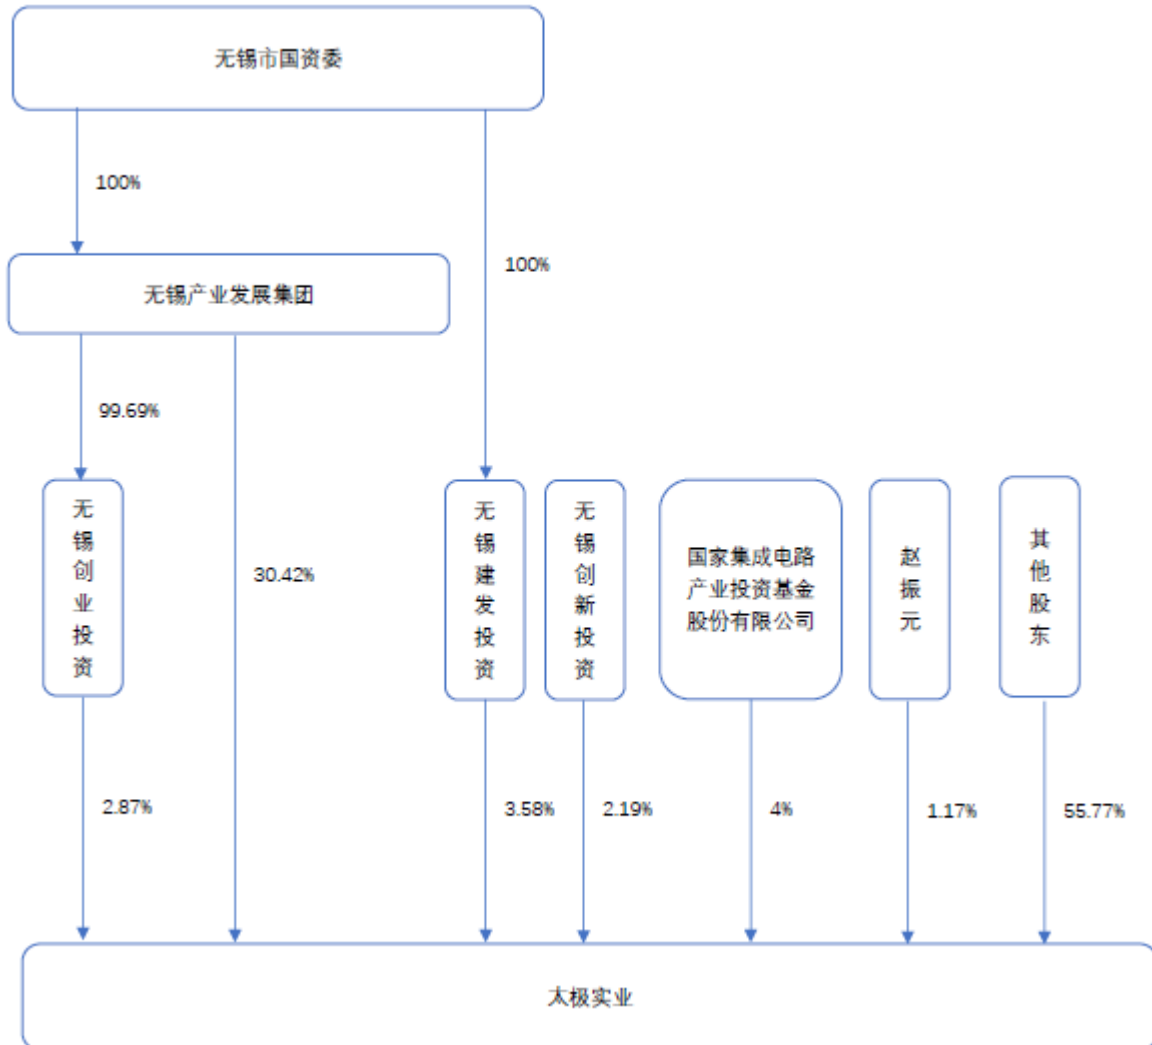 无锡市国资委
100%
100%
无锡产业发展集团
99.69%
30.42%
无锡创业投资
无锡建发投资
无锡创新投资
国家集成电路
产业投资基金
股份有限公司
赵振元
其他股东
2.87%
3.58%
2.19%
4%
1.17%
55.77%
太极实业